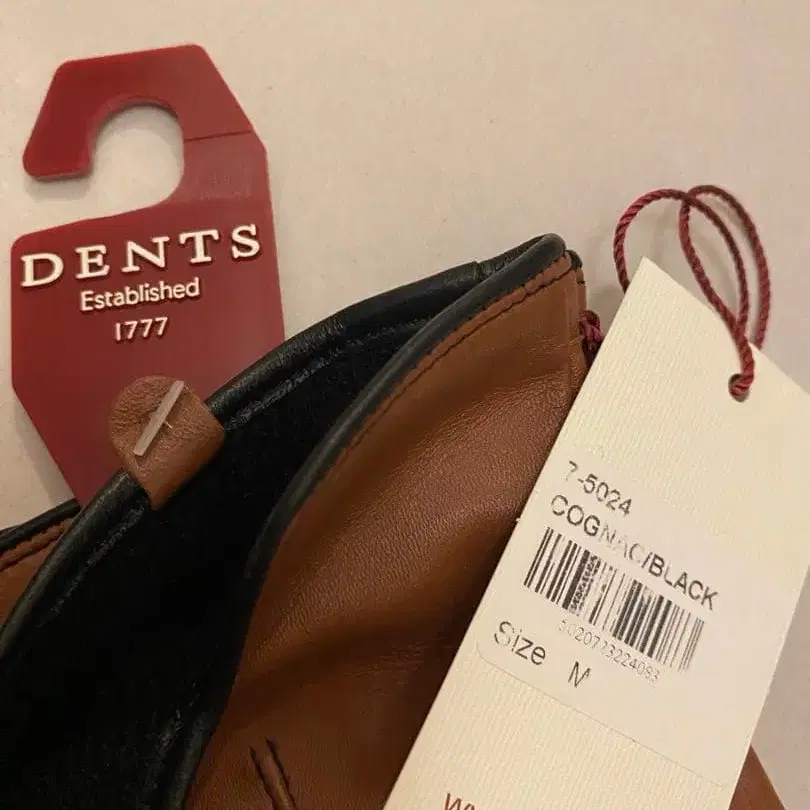 DENTS
Established
1777
7-5024
COGNAC/BLACK
Size M